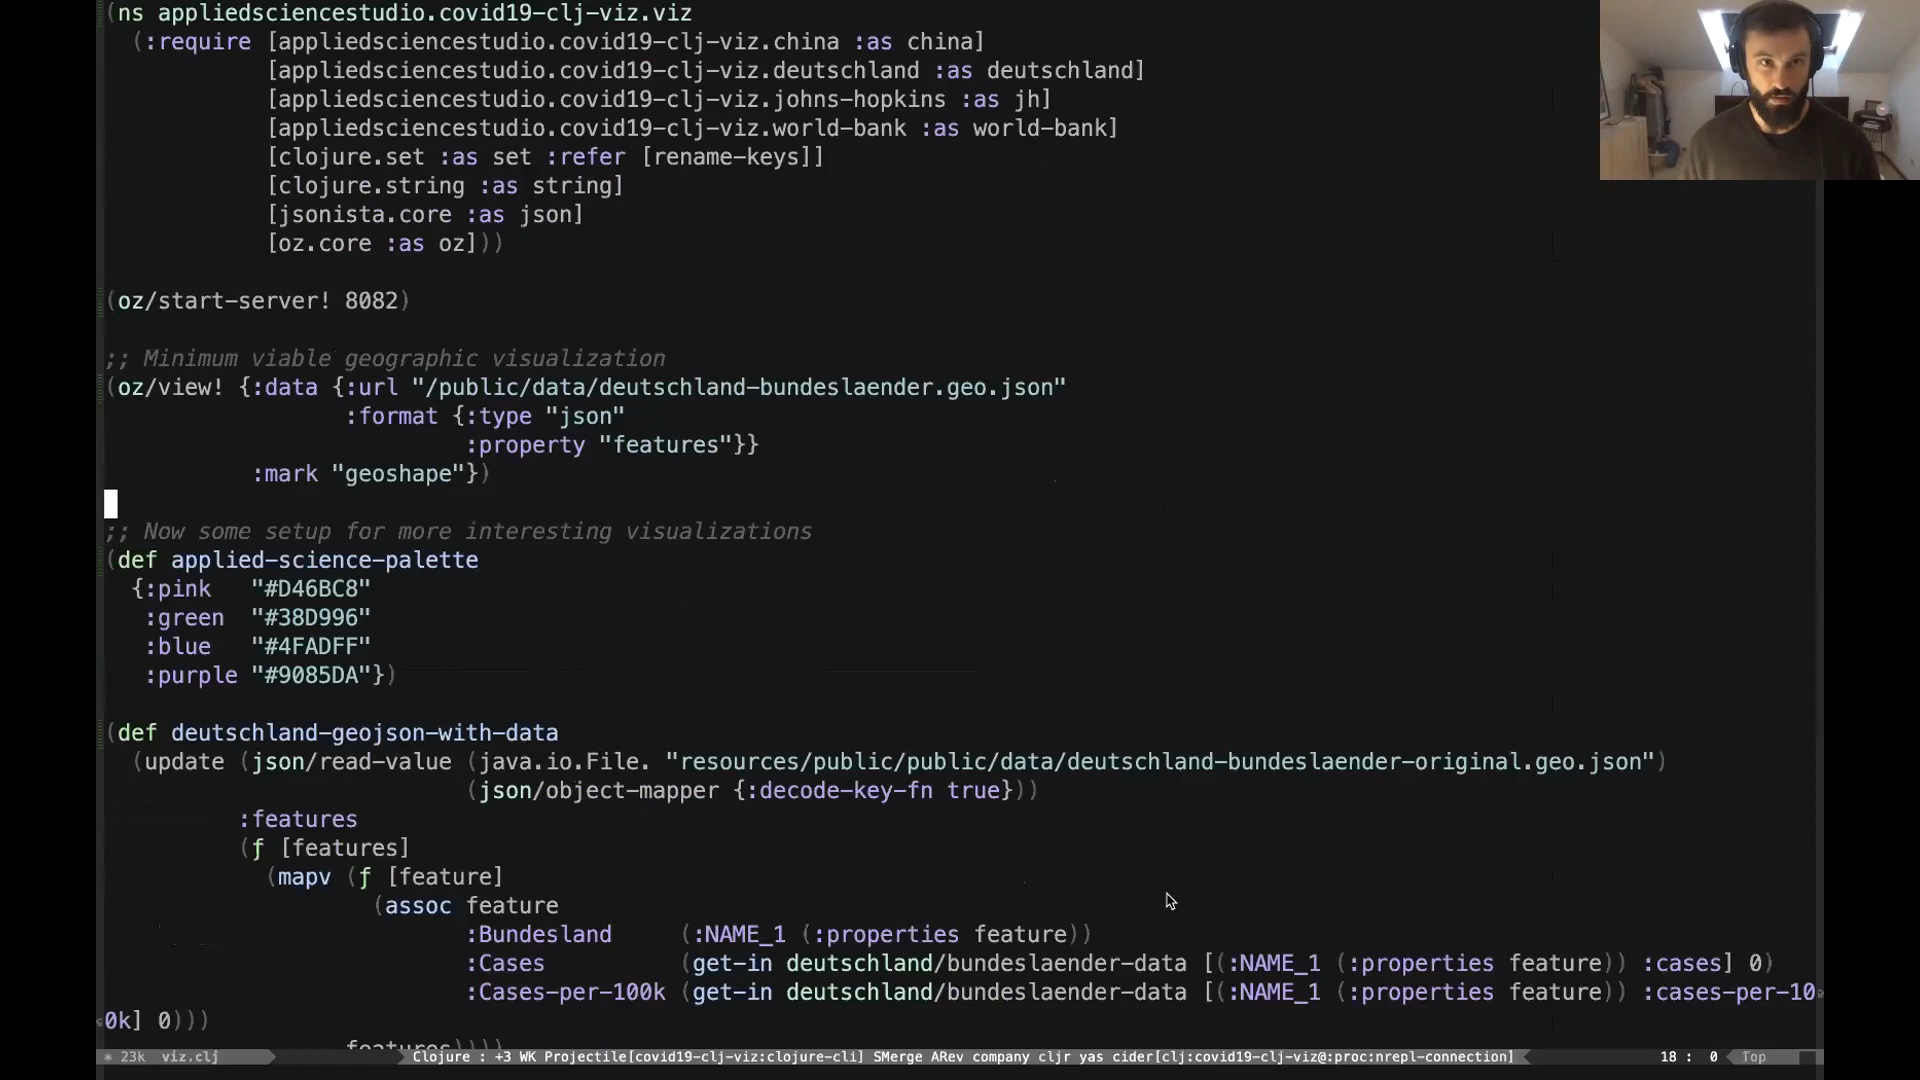 (ns appliedsciencestudio.covid19-clj-viz.viz
  (:require [appliedsciencestudio.covid19-clj-viz.china :as china]
            [appliedsciencestudio.covid19-clj-viz.deutschland :as deutschland]
            [appliedsciencestudio.covid19-clj-viz.johns-hopkins :as jh]
            [appliedsciencestudio.covid19-clj-viz.world-bank :as world-bank]
            [clojure.set :as set :refer [rename-keys]]
            [clojure.string :as string]
            [jsonista.core :as json]
            [oz.core :as oz]))
(oz/start-server! 8082)
;; Minimum viable geographic visualization
(oz/view! {:data {:url "/public/data/deutschland-bundeslaender.geo.json"
                  :format {:type "json"
                           :property "features"}}
           :mark "geoshape"})
;; Now some setup for more interesting visualizations
(def applied-science-palette
  {:pink   "#D46BC8"
   :green  "#38D996"
   :blue   "#4FADFF"
   :purple "#9085DA"})
(def deutschland-geojson-with-data
  (update (json/read-value (java.io.File. "resources/public/public/data/deutschland-bundeslaender-original.geo.json")
                           (json/object-mapper {:decode-key-fn true}))
          :features
          (ƒ [features]
            (mapv (ƒ [feature]
                    (assoc feature
                           :Bundesland     (:NAME_1 (:properties feature))
                           :Cases          (get-in deutschland/bundeslaender-data [(:NAME_1 (:properties feature)) :cases] 0)
                           :Cases-per-100k (get-in deutschland/bundeslaender-data [(:NAME_1 (:properties feature)) :cases-per-10
0k] 0)))
                  features))))
* 23k viz.clj Clojure : +3 WK Projectile[covid19-clj-viz:clojure-cli] SMerge ARev company cljr yas cider[clj:covid19-clj-viz@:proc:nrepl-connection] 18 : 0 Top